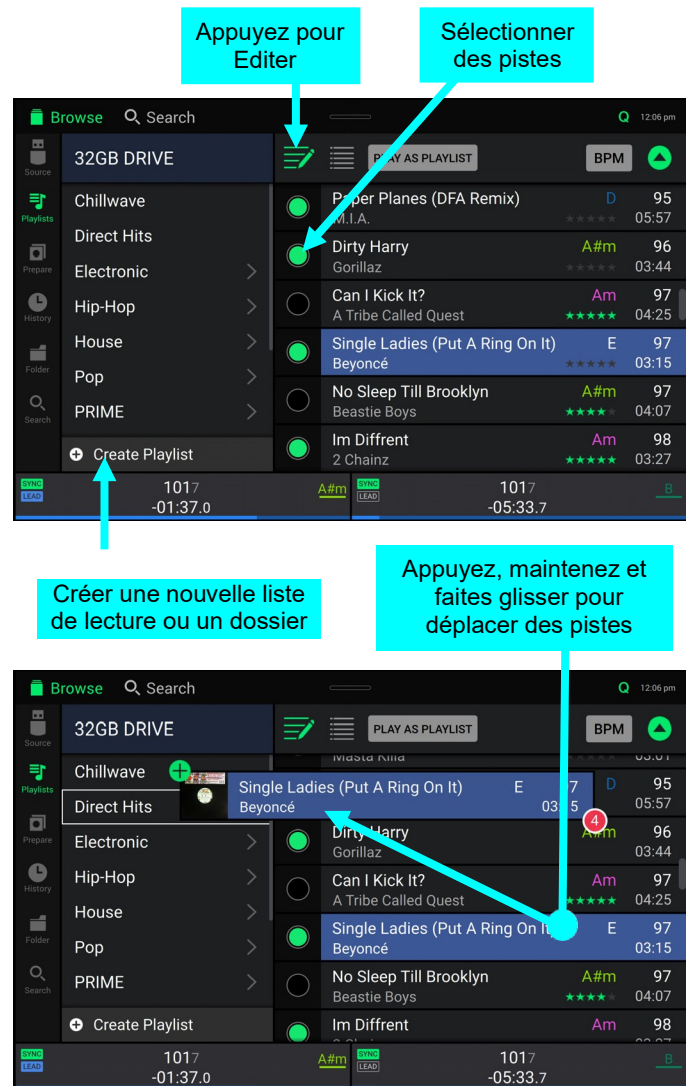 Appuyez pour
Editer
Sélectionner
des pistes
Browse Search Q 12:06 pm
Source 32GB DRIVE PLAY AS PLAYLIST BPM
Playlists
Prepare
History
Folder
Search
Chillwave
Direct Hits
Electronic
Hip-Hop
House
Pop
PRIME
Create Playlist
Paper Planes (DFA Remix) D 95
M.I.A. 05:57
Dirty Harry A#m 96
Gorillaz 03:44
Can I Kick It? Am 97
A Tribe Called Quest 04:25
Single Ladies (Put A Ring On It) E 97
Beyoncé 03:15
No Sleep Till Brooklyn A#m 97
Beastie Boys 04:07
Im Diffrent Am 98
2 Chainz 03:27
SYNC 1017 A#m SYNC 1017 B
LEAD -01:37.0 LEAD -05:33.7
Créer une nouvelle liste
de lecture ou un dossier
Appuyez, maintenez et
faites glisser pour
déplacer des pistes
Browse Search Q 12:06 pm
Source 32GB DRIVE PLAY AS PLAYLIST BPM
Playlists
Prepare
History
Folder
Search
Chillwave
Direct Hits
Electronic
Hip-Hop
House
Pop
PRIME
Create Playlist
Masta Killa
Single Ladies (Put A Ring On It) E 97 D 95
Beyoncé 05:57
4
Dirty Harry A#m 96
Gorillaz 03:44
Can I Kick It? Am 97
A Tribe Called Quest 04:25
Single Ladies (Put A Ring On It) E 97
Beyoncé 03:15
No Sleep Till Brooklyn A#m 97
Beastie Boys 04:07
Im Diffrent Am 98
SYNC 1017 A#m SYNC 1017 B
LEAD -01:37.0 LEAD -05:33.7